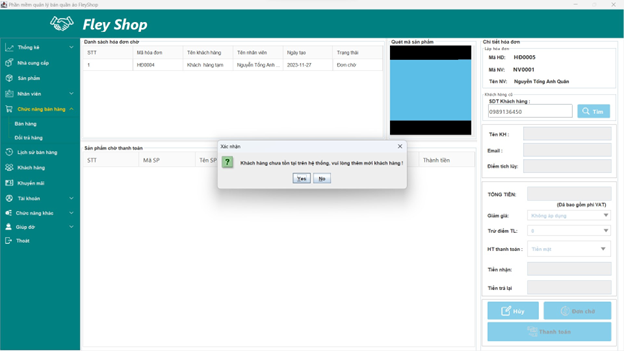 Phần mềm quản lý bán quần áo FleyShop
Fley Shop
Thống kê
Nhà cung cấp
Sản phẩm
Nhân viên
Chức năng bán hàng
Bán hàng
Đổi trả hàng
Lịch sử bán hàng
Khách hàng
Khuyến mãi
Tài khoản
Chức năng khác
Giúp đỡ
Thoát
Danh sách hóa đơn chờ
STT Mã hóa đơn Tên khách hàng Tên nhân viên Ngày tạo Trạng thái
1 HĐ0004 Khách hàng tạm Nguyễn Tống Anh ... 2023-11-27 Đơn chờ
Quét mã sản phẩm
Sản phẩm chờ thanh toán
STT Mã SP Tên SP Thành tiền
Xác nhận
Khách hàng chưa tồn tại trên hệ thống, vui lòng thêm mới khách hàng !
Yes No
Chi tiết hóa đơn
Lập hóa đơn
Mã HD: HĐ0005
Mã NV: NV0001
Tên NV: Nguyễn Tống Anh Quân
Khách hàng cũ
SDT Khách hàng :
0989136450 Tìm
Tên KH :
Email :
Điểm tích lũy:
TỔNG TIỀN:
(Đã bao gồm phí VAT)
Giảm giá: Không áp dụng
Trừ điểm TL:
HT thanh toán : Tiền mặt
Tiền nhận:
Tiền trả lại
Hủy Đơn chờ
Thanh toán